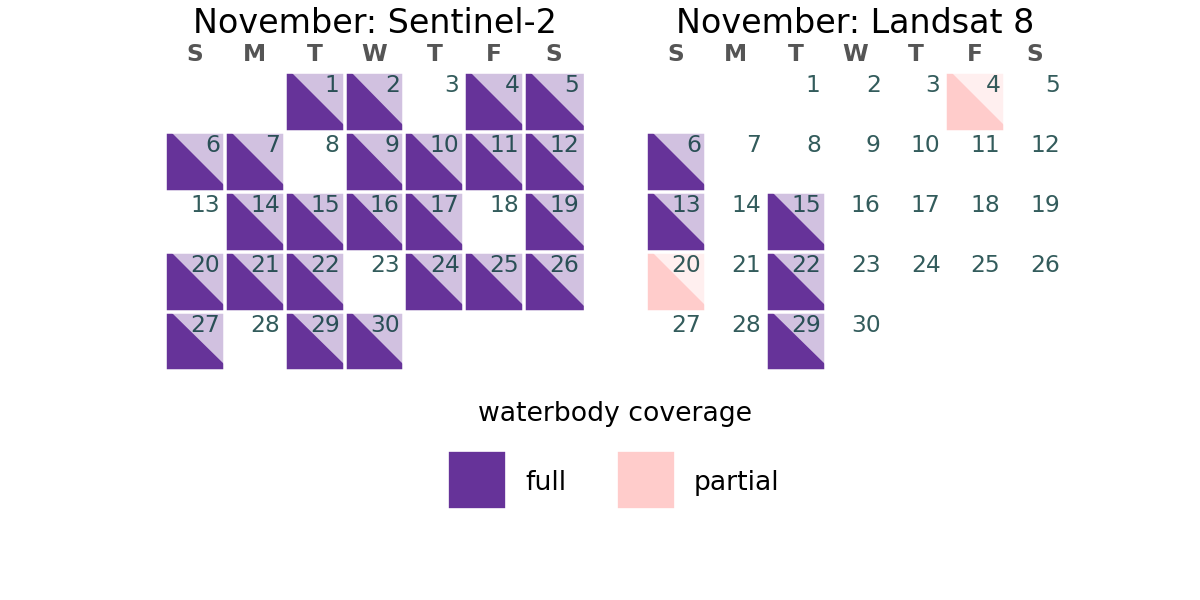 November: Sentinel-2
S M T W T F S
1 2 3 4 5
6 7 8 9 10 11 12
13 14 15 16 17 18 19
20 21 22 23 24 25 26
27 28 29 30
November: Landsat 8
S M T W T F S
1 2 3 4 5
6 7 8 9 10 11 12
13 14 15 16 17 18 19
20 21 22 23 24 25 26
27 28 29 30
waterbody coverage
full partial